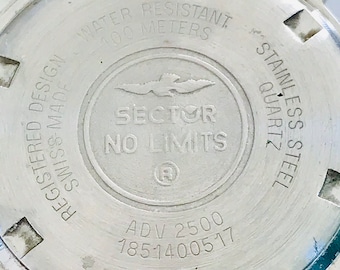 WATER RESISTANT
100 METERS
STAINLESS STEEL
QUARTZ
REGISTERED DESIGN
SWISS MADE
SECTOR
NO LIMITS
®
ADV 2500
1851400517